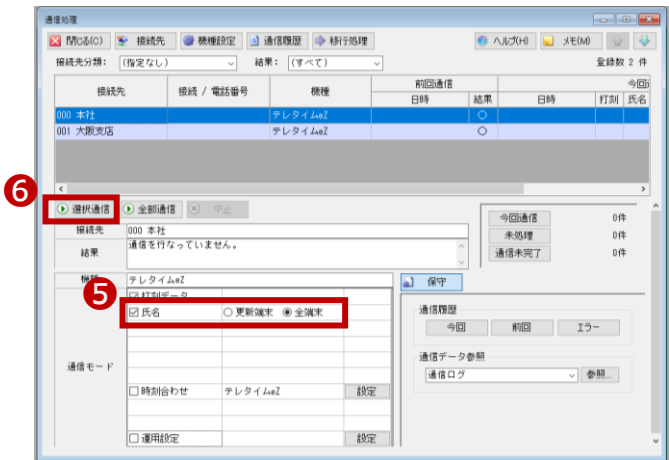 通信処理
閉じる(C) 接続先 機種設定 通信履歴 移行処理 ヘルプ(H) メモ(M)
接続先分類: (指定なし) 結果: (すべて) 登録数 2 件
接続先 接続 / 電話番号 機種 前回通信 今回
日時 結果 日時 打刻 氏名
000 本社 テレタイムeZ ○
001 大阪支店 テレタイムeZ ○
6 選択通信 全部通信 中止
今回通信 0件
接続先 000 本社
未処理 0件
結果 通信を行なっていません。
通信未完了 0件
機種 テレタイムeZ 保守
5
打刻データ
氏名 更新端末 全端末
通信履歴
今回 前回 エラー
通信モード
通信データ参照
通信ログ 参照...
時刻合わせ テレタイムeZ 設定
運用設定 設定